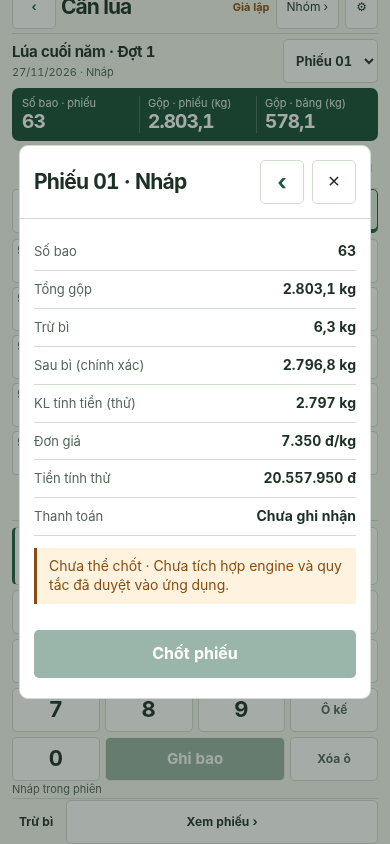 ‹ Cân lúa Giả lập Nhóm › ⚙
Lúa cuối năm · Đợt 1
27/11/2026 · Nháp
Phiếu 01
Số bao · phiếu Gộp · phiếu (kg) Gộp · bảng (kg)
63 2.803,1 578,1
Phiếu 01 · Nháp ‹ ×
Số bao 63
Tổng gộp 2.803,1 kg
Trừ bì 6,3 kg
Sau bì (chính xác) 2.796,8 kg
KL tính tiền (thử) 2.797 kg
Đơn giá 7.350 đ/kg
Tiền tính thử 20.557.950 đ
Thanh toán Chưa ghi nhận
Chưa thể chốt · Chưa tích hợp engine và quy
tắc đã duyệt vào ứng dụng.
Chốt phiếu
7 8 9 Ô kế
0 Ghi bao Xóa ô
Nháp trong phiên
Trừ bì Xem phiếu ›